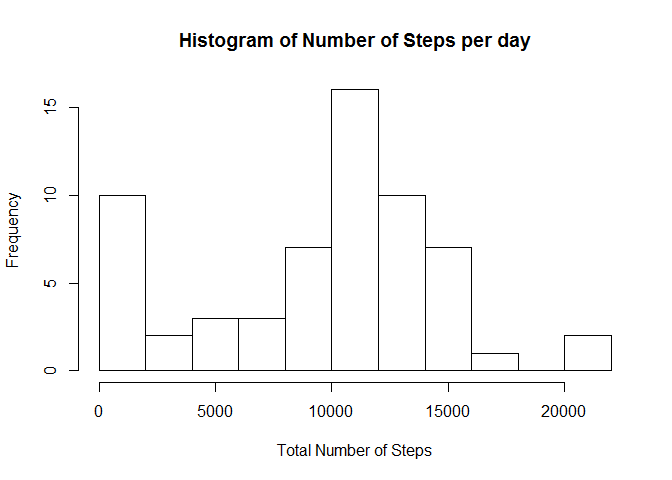 Histogram of Number of Steps per day
Frequency
15
10
5
0
0 5000 10000 15000 20000
Total Number of Steps